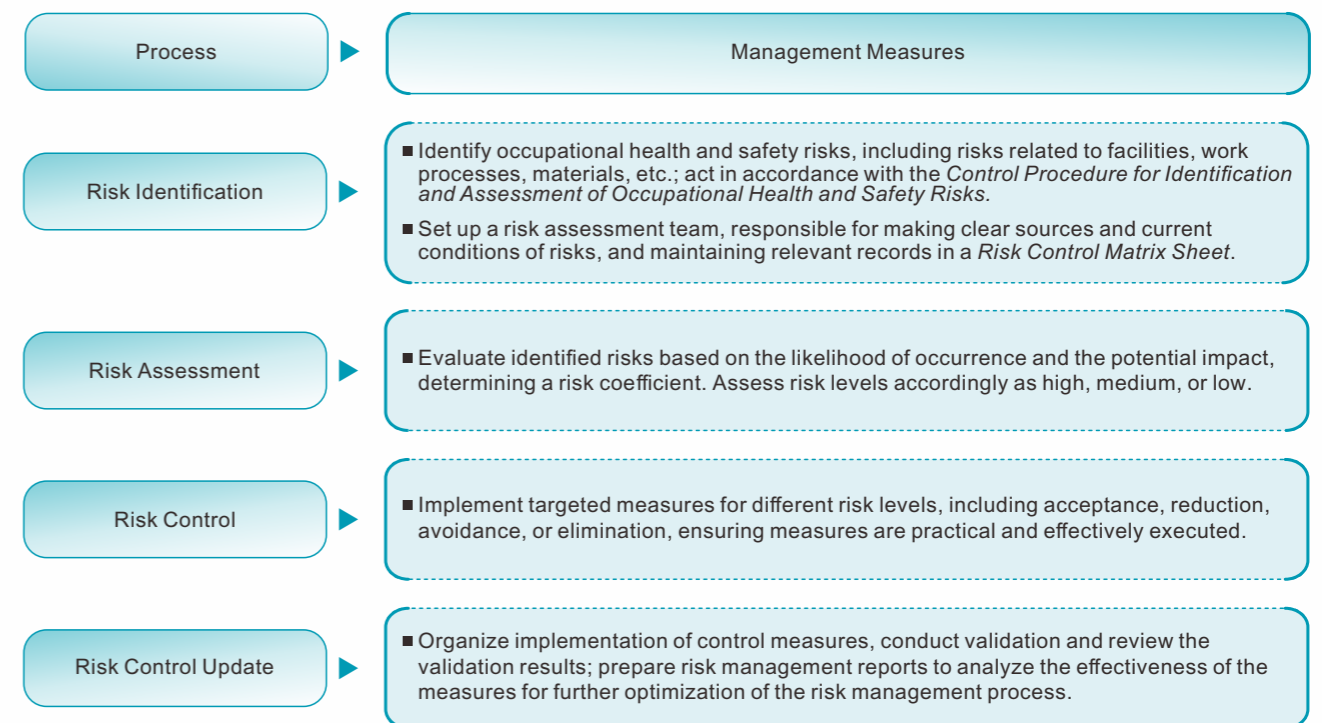 Process
Management Measures
Risk Identification
■ Identify occupational health and safety risks, including risks related to facilities, work
processes, materials, etc.; act in accordance with the Control Procedure for Identification
and Assessment of Occupational Health and Safety Risks.
■ Set up a risk assessment team, responsible for making clear sources and current
conditions of risks, and maintaining relevant records in a Risk Control Matrix Sheet.
Risk Assessment
■ Evaluate identified risks based on the likelihood of occurrence and the potential impact,
determining a risk coefficient. Assess risk levels accordingly as high, medium, or low.
Risk Control
■ Implement targeted measures for different risk levels, including acceptance, reduction,
avoidance, or elimination, ensuring measures are practical and effectively executed.
Risk Control Update
■ Organize implementation of control measures, conduct validation and review the
validation results; prepare risk management reports to analyze the effectiveness of the
measures for further optimization of the risk management process.